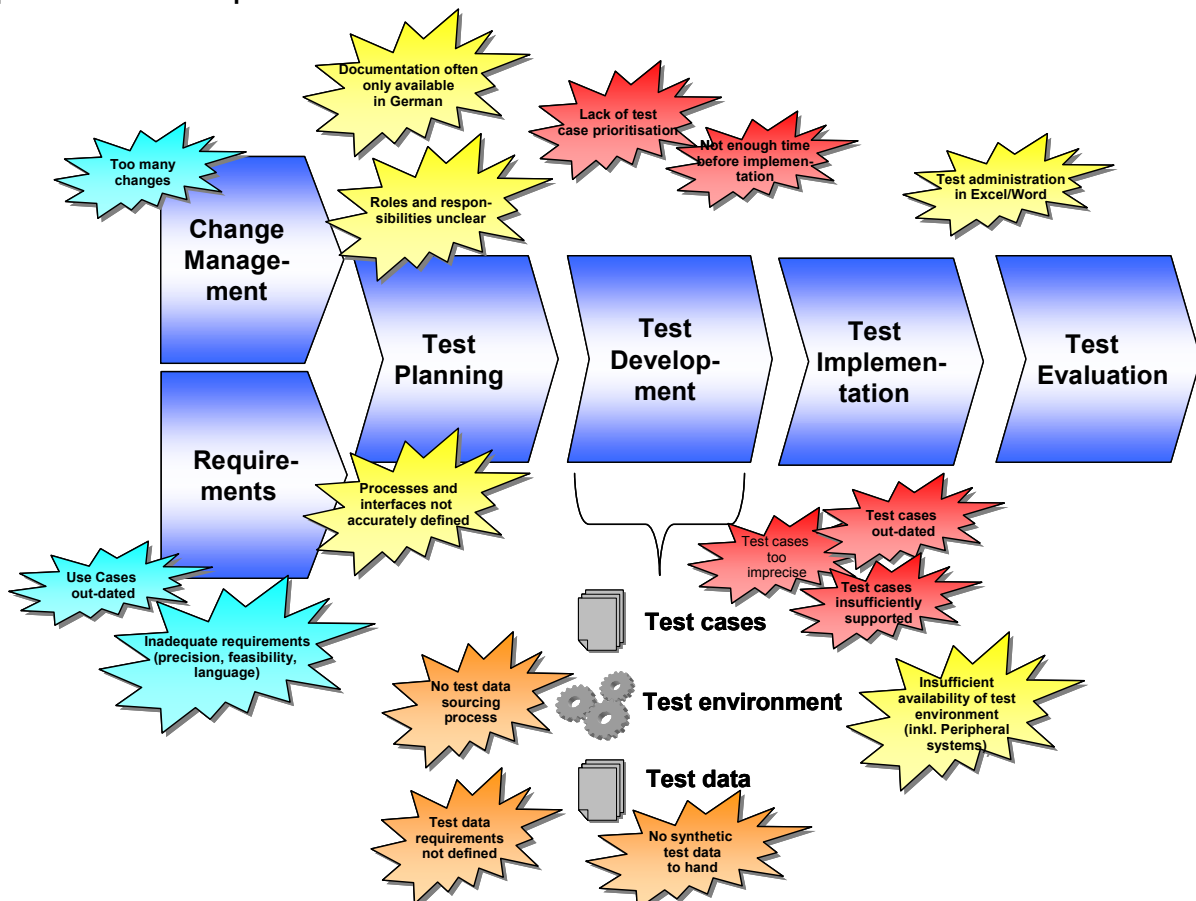 Documentation often
only available
in German
Lack of test
case prioritisation
Not enough time
before implemen-
tation
Too many
changes
Test administration
in Excel/Word
Roles and respon-
sibilities unclear
Change
Manage-
ment
Test
Planning
Test
Develop-
ment
Test
Implemen-
tation
Test
Evaluation
Require-
ments
Processes and
interfaces not
accurately defined
Test cases
out-dated
Test cases
too
imprecise
Use Cases
out-dated
Test cases
insufficiently
supported
Test cases
Inadequate requirements
(precision, feasibility,
language)
No test data
sourcing
process
Test environment
Insufficient
availability of test
environment
(inkl. Peripheral
systems)
Test data
Test data
requirements
not defined
No synthetic
test data
to hand